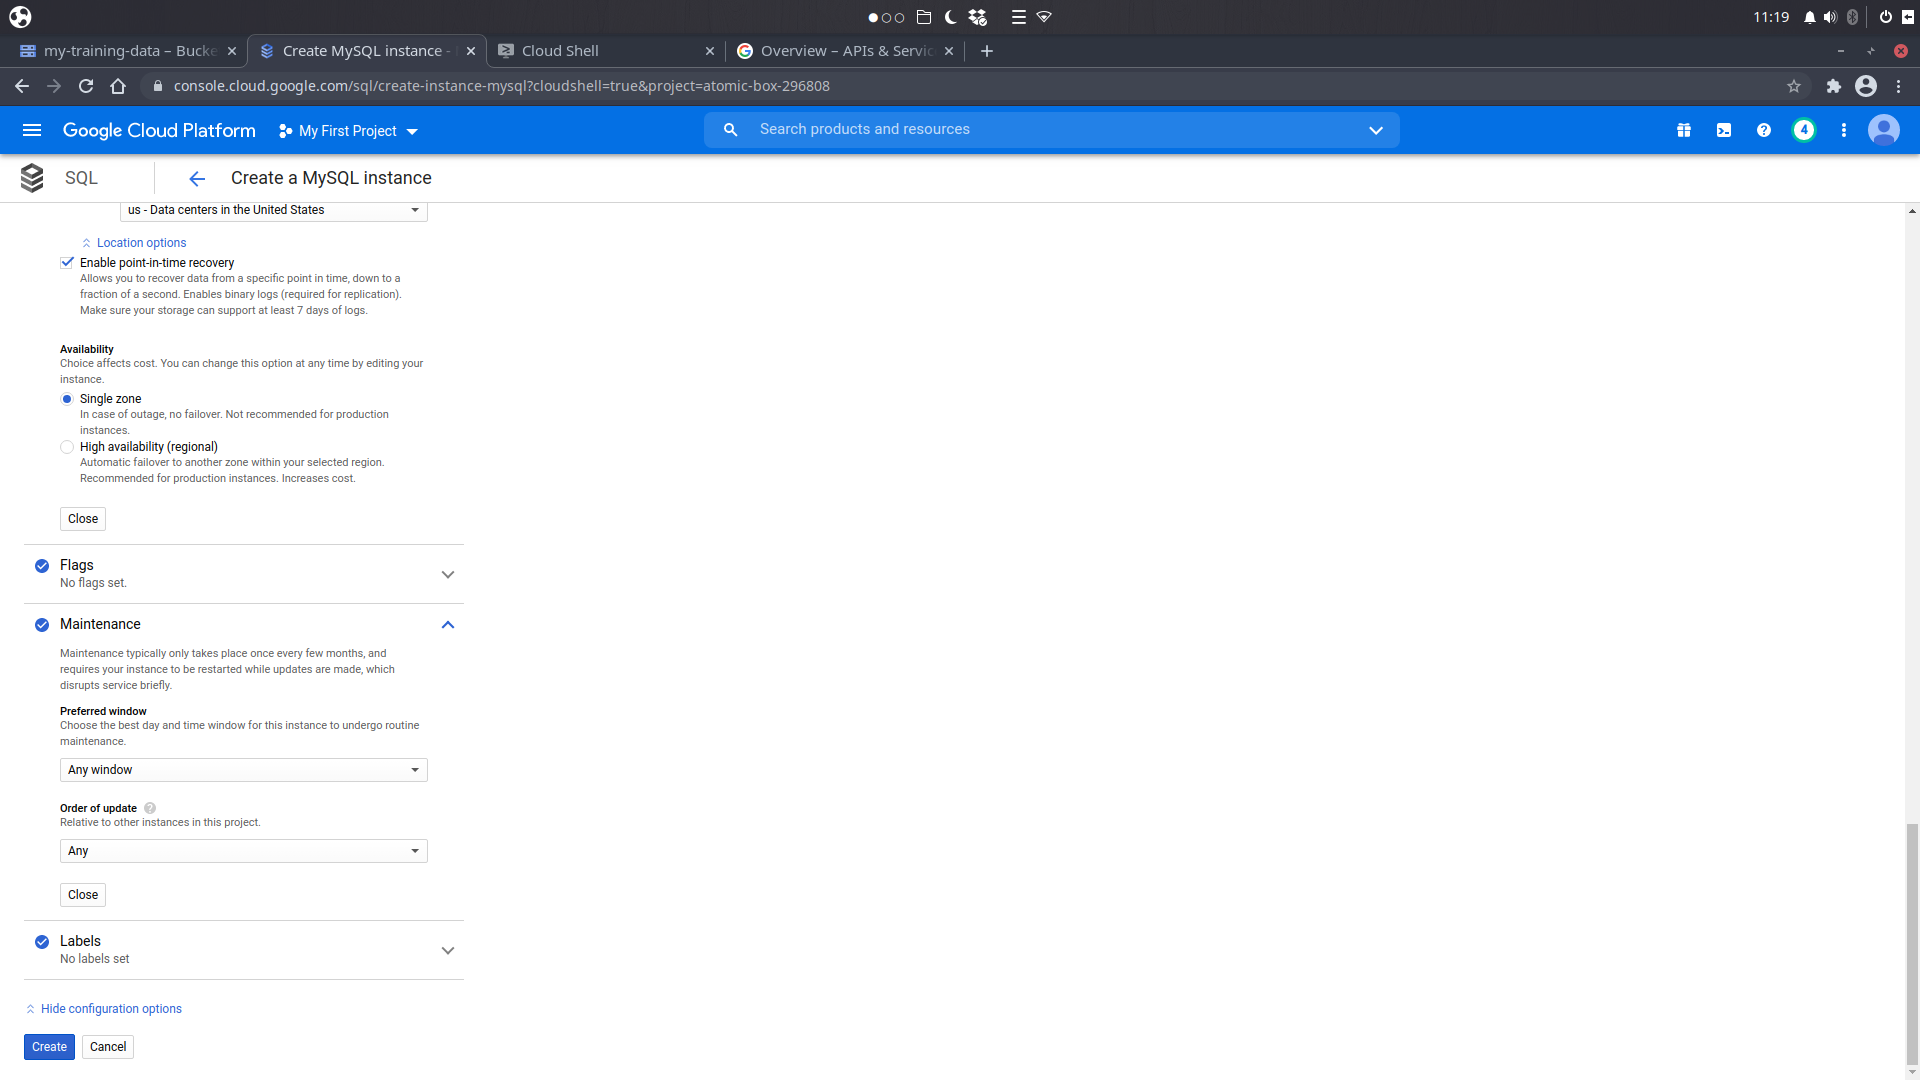 11:19
my-training-data – Bucke
Create MySQL instance -
Cloud Shell
Overview – APIs & Servic
console.cloud.google.com/sql/create-instance-mysql?cloudshell=true&project=atomic-box-296808
Google Cloud Platform
My First Project
Search products and resources
4
SQL
Create a MySQL instance
us - Data centers in the United States
Location options
Enable point-in-time recovery
Allows you to recover data from a specific point in time, down to a
fraction of a second. Enables binary logs (required for replication).
Make sure your storage can support at least 7 days of logs.
Availability
Choice affects cost. You can change this option at any time by editing your
instance.
Single zone
In case of outage, no failover. Not recommended for production
instances.
High availability (regional)
Automatic failover to another zone within your selected region.
Recommended for production instances. Increases cost.
Close
Flags
No flags set.
Maintenance
Maintenance typically only takes place once every few months, and
requires your instance to be restarted while updates are made, which
disrupts service briefly.
Preferred window
Choose the best day and time window for this instance to undergo routine
maintenance.
Any window
Order of update
Relative to other instances in this project.
Any
Close
Labels
No labels set
Hide configuration options
Create
Cancel